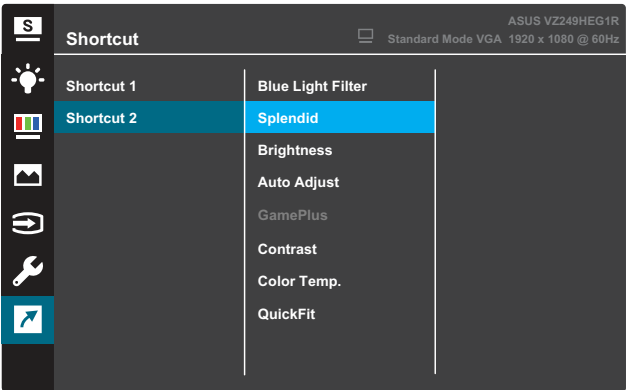 S
ASUS VZ249HEG1R
Shortcut
Standard Mode VGA 1920 x 1080 @ 60Hz
Shortcut 1
Shortcut 2
Blue Light Filter
Splendid
Brightness
Auto Adjust
GamePlus
Contrast
Color Temp.
QuickFit